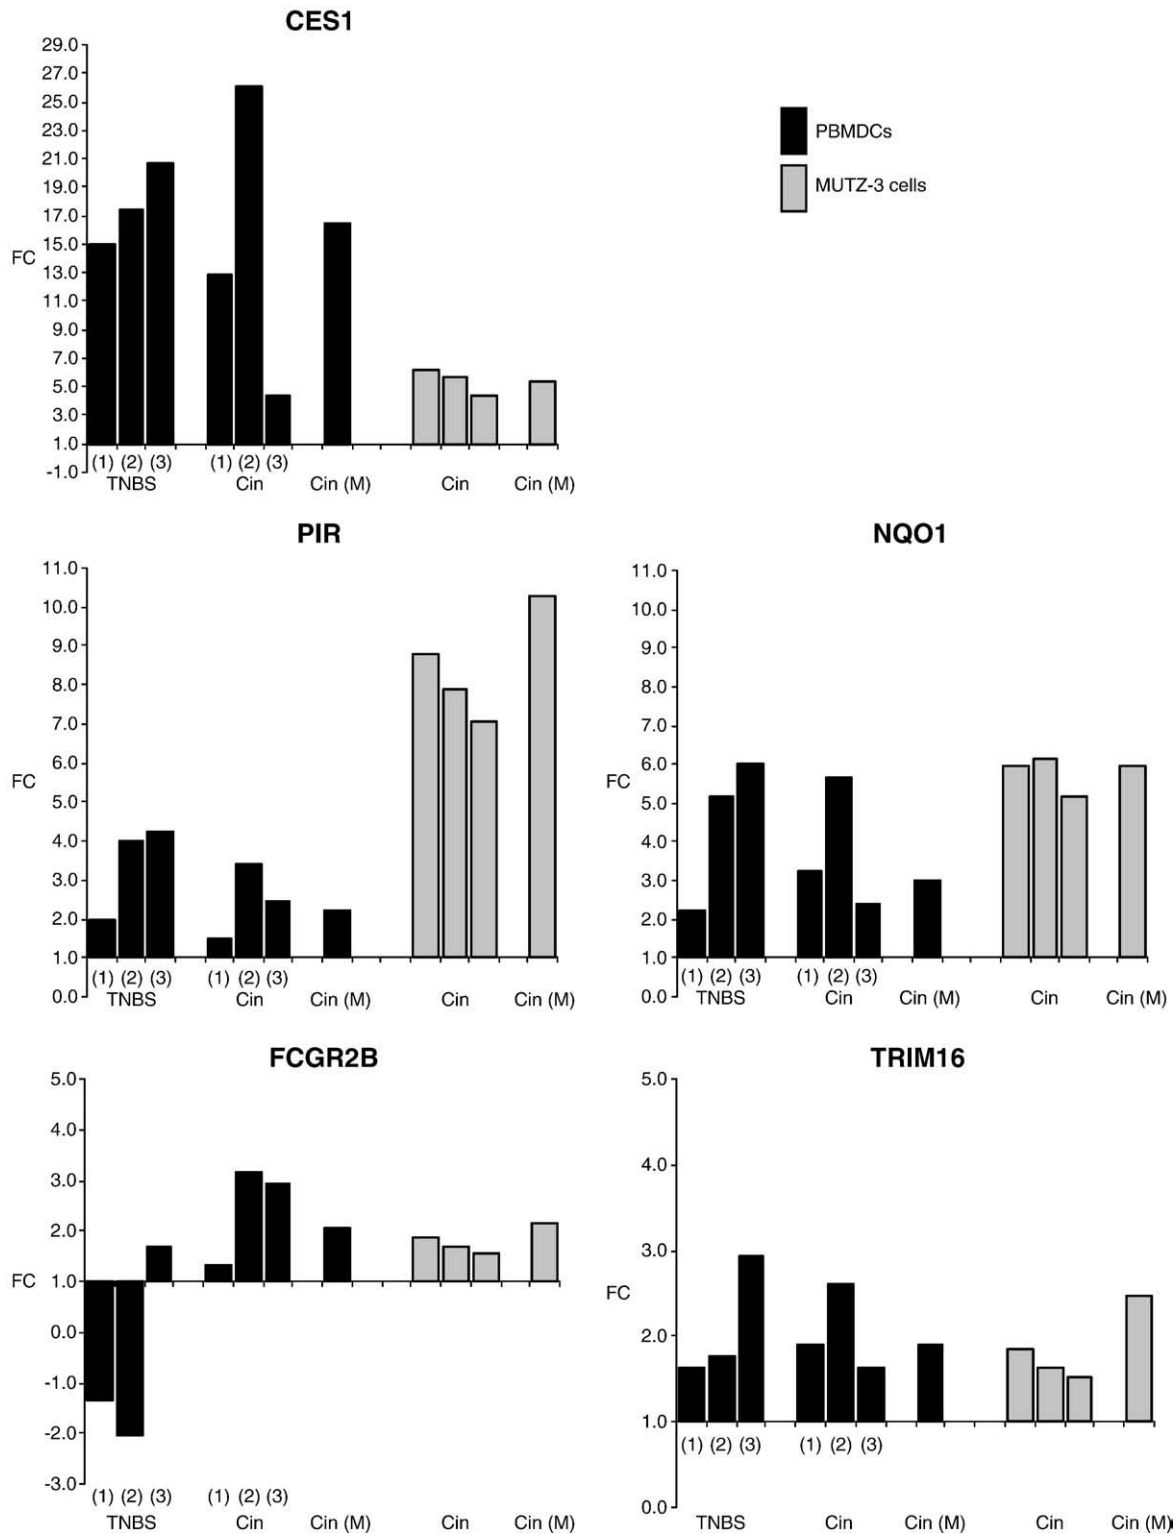 CES1
29.0
27.0
25.0
23.0
21.0
19.0
17.0
15.0
FC
13.0
11.0
9.0
7.0
5.0
3.0
1.0
-1.0
(1) (2) (3) (1) (2) (3)
TNBS Cin Cin (M) Cin Cin (M)
PBMDCs
MUTZ-3 cells
PIR
11.0
10.0
9.0
8.0
7.0
6.0
FC
5.0
4.0
3.0
2.0
1.0
0.0
(1) (2) (3) (1) (2) (3)
TNBS Cin Cin (M) Cin Cin (M)
NQO1
11.0
10.0
9.0
8.0
7.0
6.0
FC
5.0
4.0
3.0
2.0
1.0
0.0
(1) (2) (3) (1) (2) (3)
TNBS Cin Cin (M) Cin Cin (M)
FCGR2B
5.0
4.0
3.0
2.0
FC 1.0
0.0
-1.0
-2.0
-3.0
(1) (2) (3) (1) (2) (3)
TNBS Cin Cin (M) Cin Cin (M)
TRIM16
5.0
4.0
3.0
FC
2.0
1.0
(1) (2) (3) (1) (2) (3)
0.0
TNBS Cin Cin (M) Cin Cin (M)